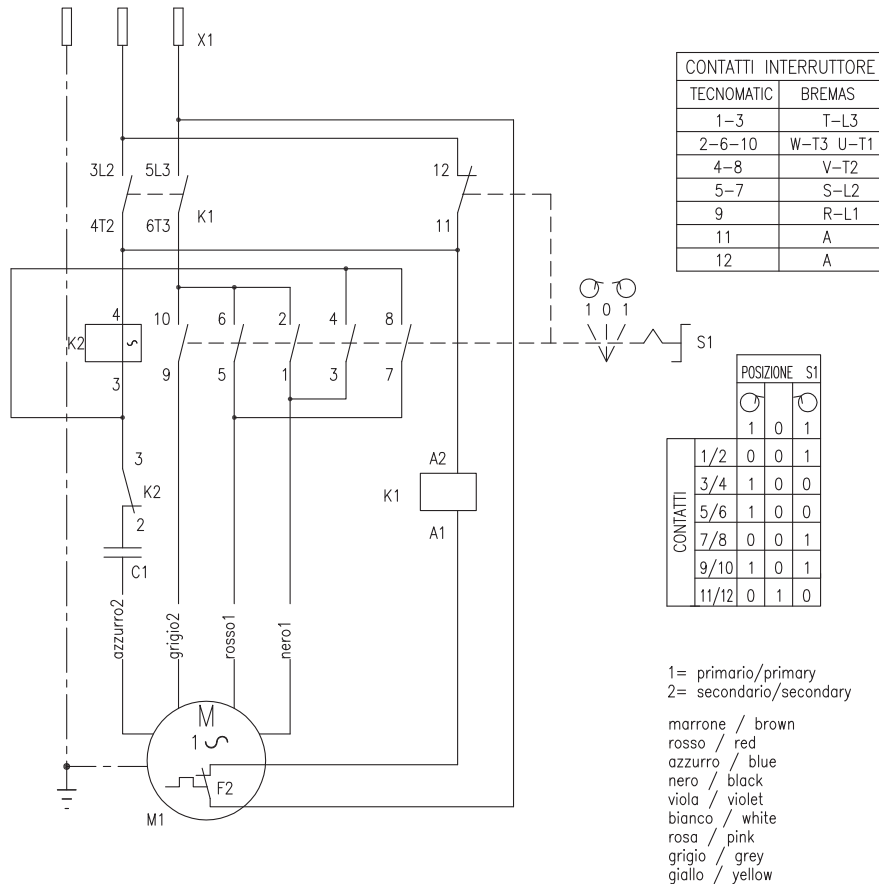 X1
CONTATTI INTERRUTTORE
TECNOMATIC BREMAS
1-3 T-L3
2-6-10 W-T3 U-T1
4-8 V-T2
5-7 S-L2
9 R-L1
11 A
12 A
3L2 5L3 12
4T2 6T3 K1 11
1 0 1
4 10 6 2 4 8
K2 S1
3 9 5 1 3 7
POSIZIONE S1
1 0 1
CONTATTI
1/2 0 0 1
3/4 1 0 0
5/6 1 0 0
7/8 0 0 1
9/10 1 0 1
11/12 0 1 0
3
K2
2
C1
A2
K1
A1
azzurro2
grigio2
rosso1
nero1
M
1
F2
M1
1= primario/primary
2= secondario/secondary
marrone / brown
rosso / red
azzurro / blue
nero / black
viola / violet
bianco / white
rosa / pink
grigio / grey
giallo / yellow